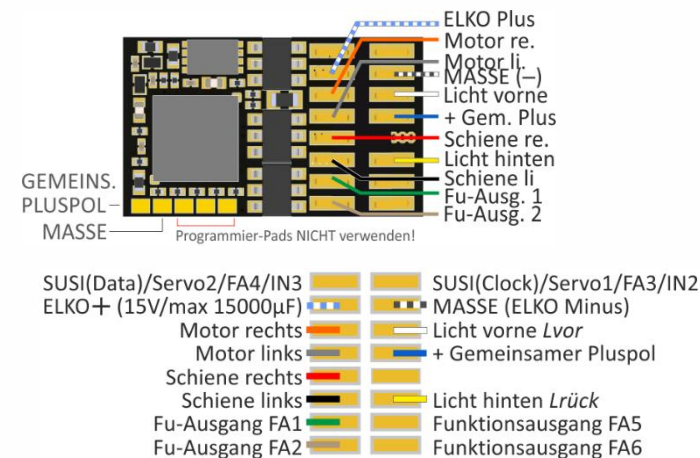 ELKO Plus
Motor re.
Motor li.
MASSE (–)
Licht vorne
+ Gem. Plus
Schiene re.
Licht hinten
Schiene li
Fu-Ausg. 1
Fu-Ausg. 2
GEMEINS.
PLUSPOL
MASSE
Programmier-Pads NICHT verwenden!
SUSI(Data)/Servo2/FA4/IN3 SUSI(Clock)/Servo1/FA3/IN2
ELKO+ (15V/max 15000µF) MASSE (ELKO Minus)
Motor rechts Licht vorne Lvor
Motor links + Gemeinsamer Pluspol
Schiene rechts
Schiene links Licht hinten Lrück
Fu-Ausgang FA1 Funktionsausgang FA5
Fu-Ausgang FA2 Funktionsausgang FA6